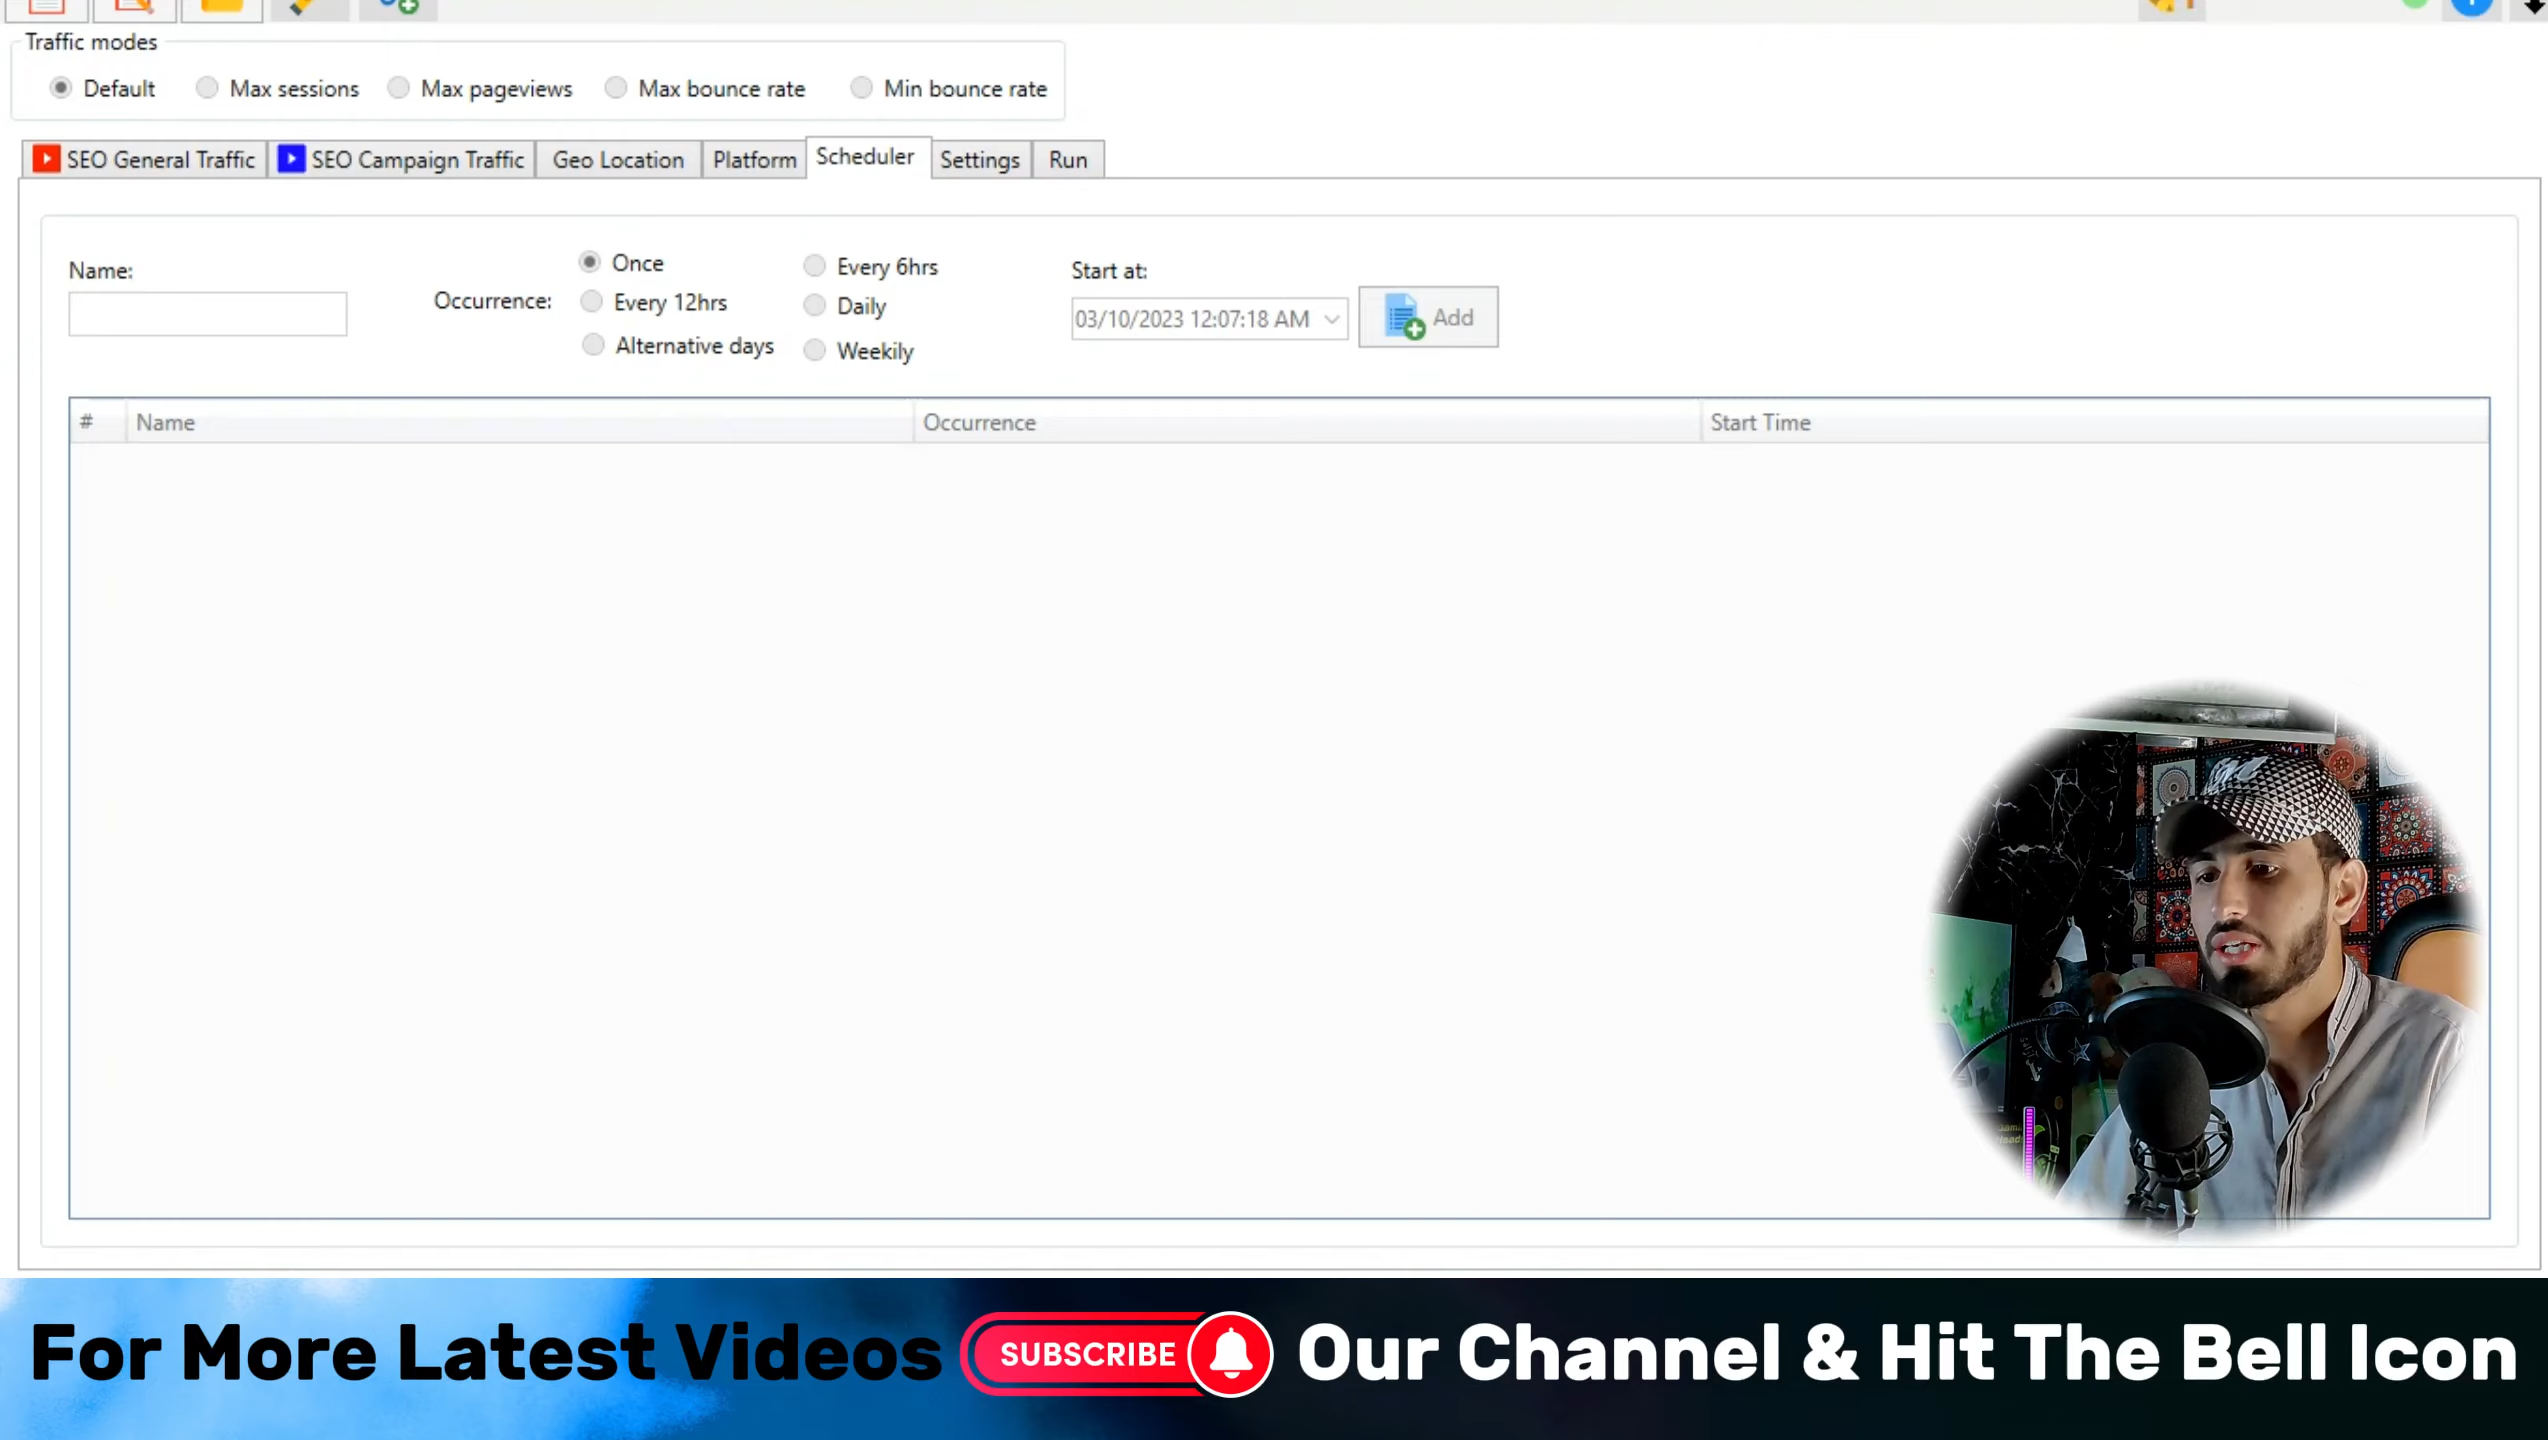 Traffic modes
Default Max sessions Max pageviews Max bounce rate Min bounce rate
SEO General Traffic SEO Campaign Traffic Geo Location Platform Scheduler Settings Run
Name:
Occurrence:
Once Every 6hrs
Every 12hrs Daily
Alternative days Weekily
Start at:
03/10/2023 12:07:18 AM Add
# Name Occurrence Start Time
For More Latest Videos SUBSCRIBE Our Channel & Hit The Bell Icon